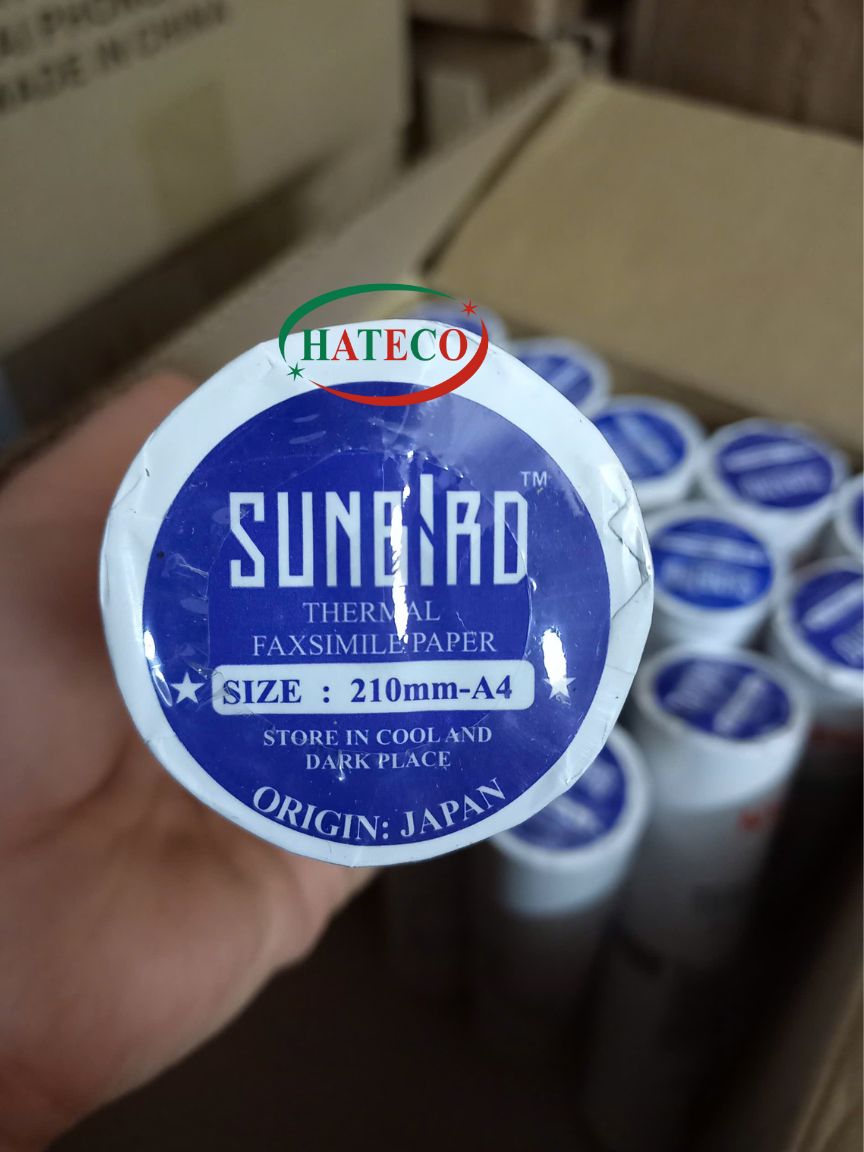 MADE IN CHINA
HATECO
SUNBIRD™
THERMAL
FAXSIMILE PAPER
SIZE : 210mm-A4
STORE IN COOL AND
DARK PLACE
ORIGIN: JAPAN